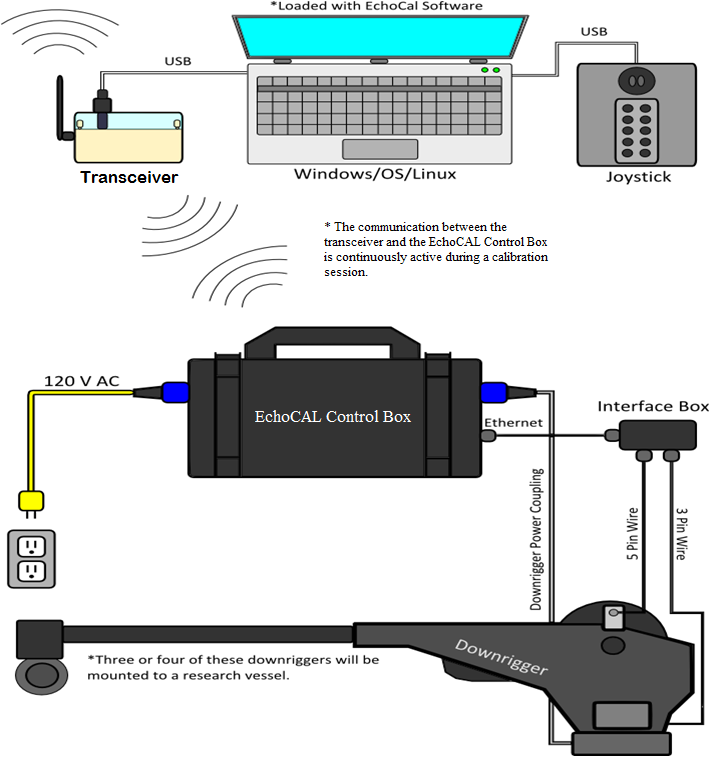 *Loaded with EchoCal Software
USB
USB
Transceiver
Windows/OS/Linux
Joystick
* The communication between the
transceiver and the EchoCAL Control Box
is continuously active during a calibration
session.
120 V AC
EchoCAL Control Box
Ethernet
Interface Box
Downrigger Power Coupling
5 Pin Wire
3 Pin Wire
Downrigger
*Three or four of these downriggers will be
mounted to a research vessel.